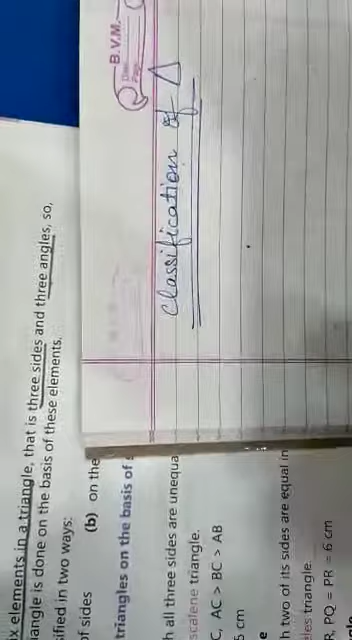 B.V.M.
Date
Page
Classification of Δ
x elements in a triangle, that is three sides and three angles, so,
iangle is done on the basis of these elements.
sified in two ways:
of sides (b) on the
triangles on the basis of s
h all three sides are unequa
scalene triangle.
C, AC > BC > AB
5 cm
e
two of its sides are equal in
les triangle.
R, PQ = PR = 6 cm